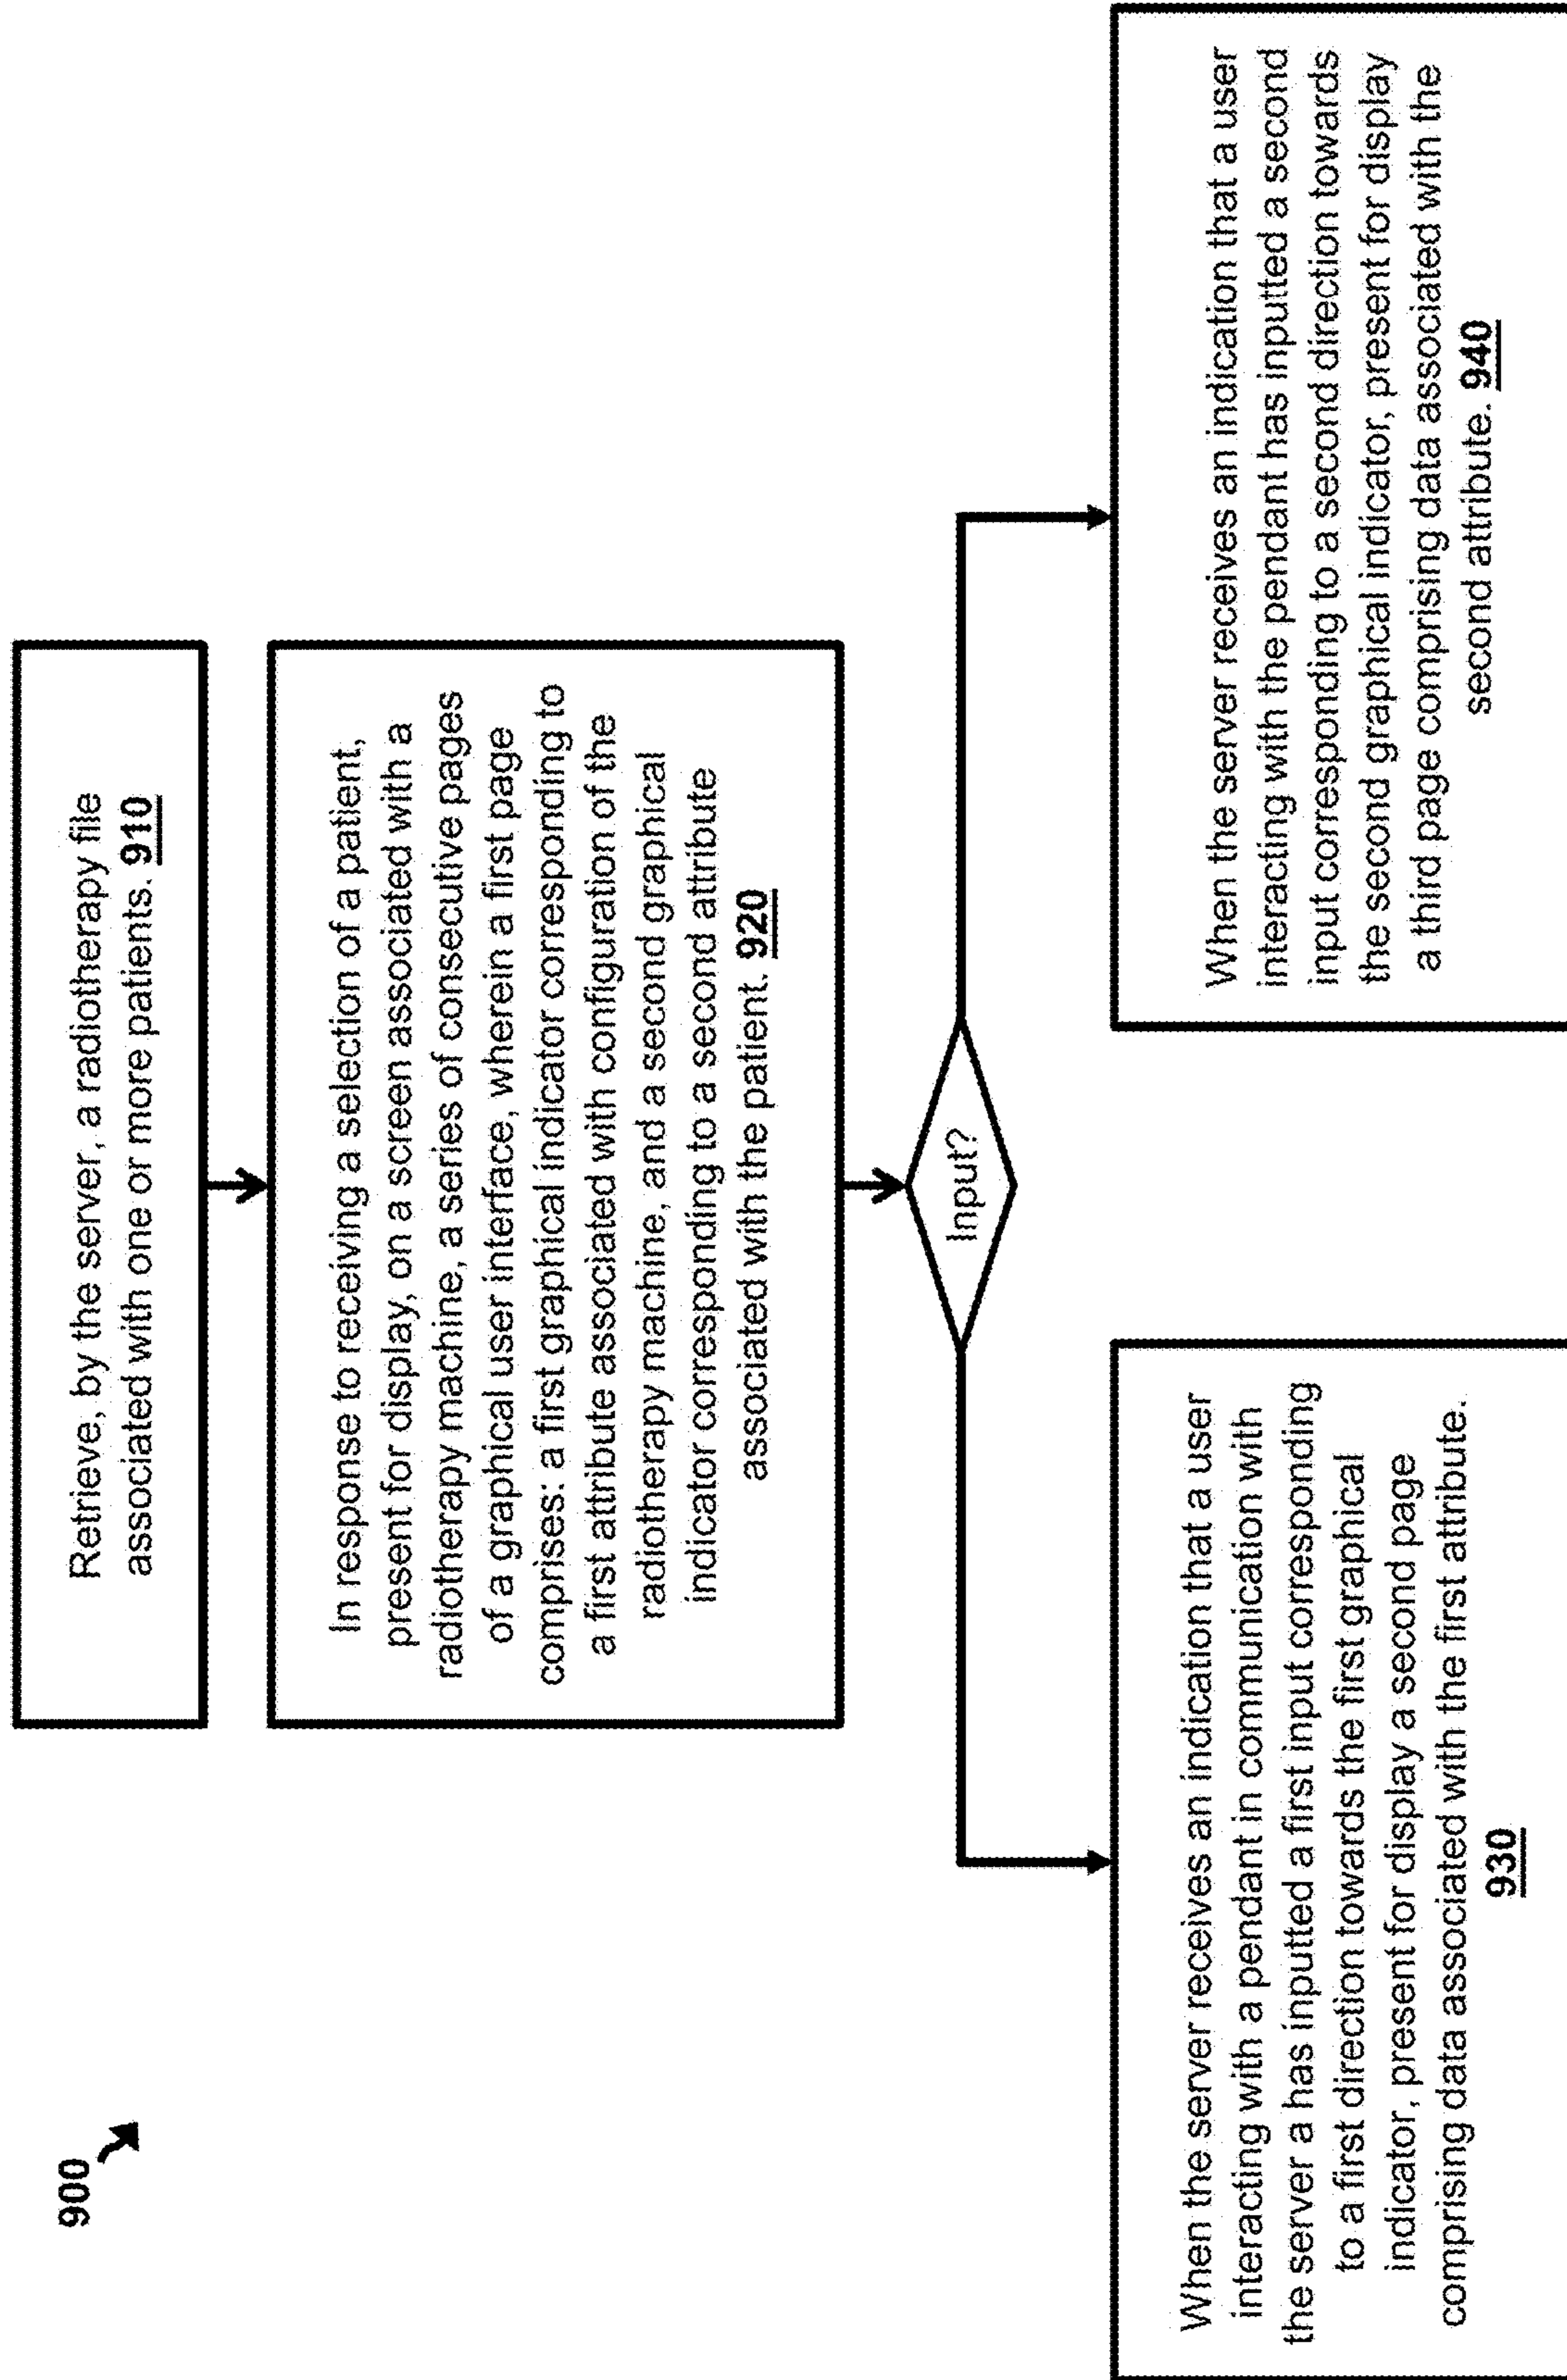 900
Retrieve, by the server, a radiotherapy file
associated with one or more patients. 910
In response to receiving a selection of a patient,
present for display, on a screen associated with a
radiotherapy machine, a series of consecutive pages
of a graphical user interface, wherein a first page
comprises: a first graphical indicator corresponding to
a first attribute associated with configuration of the
radiotherapy machine, and a second graphical
indicator corresponding to a second attribute
associated with the patient. 920
Input?
When the server receives an indication that a user
interacting with a pendant in communication with
the server a has inputted a first input corresponding
to a first direction towards the first graphical
indicator, present for display a second page
comprising data associated with the first attribute.
930
When the server receives an indication that a user
interacting with the pendant has inputted a second
input corresponding to a second direction towards
the second graphical indicator, present for display
a third page comprising data associated with the
second attribute. 940